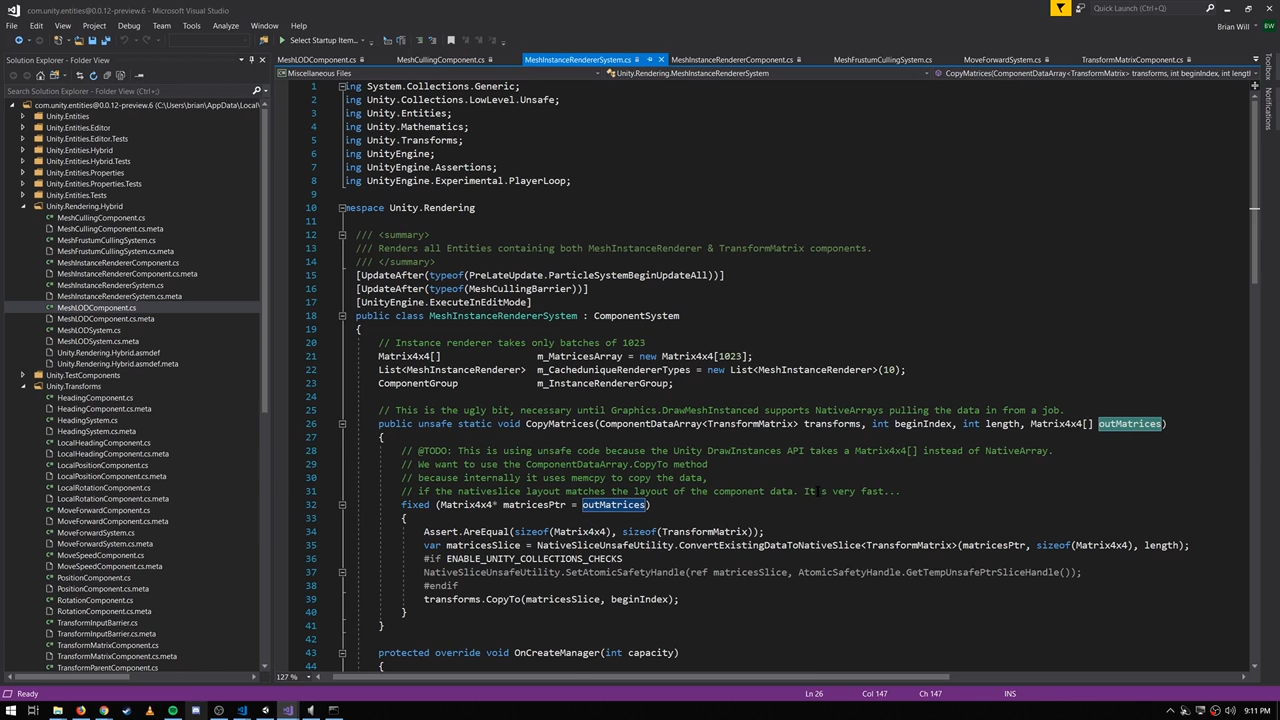 com.unity.entities@0.0.12-preview.6 - Microsoft Visual Studio
Quick Launch (Ctrl+Q)
File Edit View Project Debug Team Tools Analyze Window Help
Brian Will BW
Select Startup Item...
Solution Explorer - Folder View
Search Solution Explorer - Folder View (Ctrl+;)
com.unity.entities@0.0.12-preview.6 (C:\Users\brian\AppData\Local\
Unity.Entities
Unity.Entities.Editor
Unity.Entities.Editor.Tests
Unity.Entities.Hybrid
Unity.Entities.Hybrid.Tests
Unity.Entities.Properties
Unity.Entities.Properties.Tests
Unity.Entities.Tests
Unity.Rendering.Hybrid
MeshCullingComponent.cs
MeshCullingComponent.cs.meta
MeshFrustumCullingSystem.cs
MeshFrustumCullingSystem.cs.meta
MeshInstanceRendererComponent.cs
MeshInstanceRendererComponent.cs.meta
MeshInstanceRendererSystem.cs
MeshInstanceRendererSystem.cs.meta
MeshLODComponent.cs
MeshLODComponent.cs.meta
MeshLODSystem.cs
MeshLODSystem.cs.meta
Unity.Rendering.Hybrid.asmdef
Unity.Rendering.Hybrid.asmdef.meta
Unity.TestComponents
Unity.Transforms
HeadingComponent.cs
HeadingComponent.cs.meta
HeadingSystem.cs
HeadingSystem.cs.meta
LocalHeadingComponent.cs
LocalHeadingComponent.cs.meta
LocalPositionComponent.cs
LocalPositionComponent.cs.meta
LocalRotationComponent.cs
LocalRotationComponent.cs.meta
MoveForwardComponent.cs
MoveForwardComponent.cs.meta
MoveForwardSystem.cs
MoveForwardSystem.cs.meta
MoveSpeedComponent.cs
MoveSpeedComponent.cs.meta
PositionComponent.cs
PositionComponent.cs.meta
RotationComponent.cs
RotationComponent.cs.meta
TransformInputBarrier.cs
TransformInputBarrier.cs.meta
TransformMatrixComponent.cs
TransformMatrixComponent.cs.meta
TransformParentComponent.cs
MeshLODComponent.cs MeshCullingComponent.cs MeshInstanceRendererSystem.cs MeshInstanceRendererComponent.cs MeshFrustumCullingSystem.cs MoveForwardSystem.cs TransformMatrixComponent.cs
Miscellaneous Files Unity.Rendering.MeshInstanceRendererSystem CopyMatrices(ComponentDataArray<TransformMatrix> transforms, int beginIndex, int lengtl
1 ing System.Collections.Generic;
2 ing Unity.Collections.LowLevel.Unsafe;
3 ing Unity.Entities;
4 ing Unity.Mathematics;
5 ing Unity.Transforms;
6 ing UnityEngine;
7 ing UnityEngine.Assertions;
8 ing UnityEngine.Experimental.PlayerLoop;
9
10 mespace Unity.Rendering
11
12 /// <summary>
13 /// Renders all Entities containing both MeshInstanceRenderer & TransformMatrix components.
14 /// </summary>
15 [UpdateAfter(typeof(PreLateUpdate.ParticleSystemBeginUpdateAll))]
16 [UpdateAfter(typeof(MeshCullingBarrier))]
17 [UnityEngine.ExecuteInEditMode]
18 public class MeshInstanceRendererSystem : ComponentSystem
19 {
20 // Instance renderer takes only batches of 1023
21 Matrix4x4[] m_MatricesArray = new Matrix4x4[1023];
22 List<MeshInstanceRenderer> m_CacheduniqueRendererTypes = new List<MeshInstanceRenderer>(10);
23 ComponentGroup m_InstanceRendererGroup;
24
25 // This is the ugly bit, necessary until Graphics.DrawMeshInstanced supports NativeArrays pulling the data in from a job.
26 public unsafe static void CopyMatrices(ComponentDataArray<TransformMatrix> transforms, int beginIndex, int length, Matrix4x4[] outMatrices)
27 {
28 // @TODO: This is using unsafe code because the Unity DrawInstances API takes a Matrix4x4[] instead of NativeArray.
29 // We want to use the ComponentDataArray.CopyTo method
30 // because internally it uses memcpy to copy the data,
31 // if the nativeslice layout matches the layout of the component data. It's very fast...
32 fixed (Matrix4x4* matricesPtr = outMatrices)
33 {
34 Assert.AreEqual(sizeof(Matrix4x4), sizeof(TransformMatrix));
35 var matricesSlice = NativeSliceUnsafeUtility.ConvertExistingDataToNativeSlice<TransformMatrix>(matricesPtr, sizeof(Matrix4x4), length);
36 #if ENABLE_UNITY_COLLECTIONS_CHECKS
37 NativeSliceUnsafeUtility.SetAtomicSafetyHandle(ref matricesSlice, AtomicSafetyHandle.GetTempUnsafePtrSliceHandle());
38 #endif
39 transforms.CopyTo(matricesSlice, beginIndex);
40 }
41 }
42
43 protected override void OnCreateManager(int capacity)
44 {
127 %
Toolbox
Notifications
Ready Ln 26 Col 147 Ch 147 INS
9:11 PM